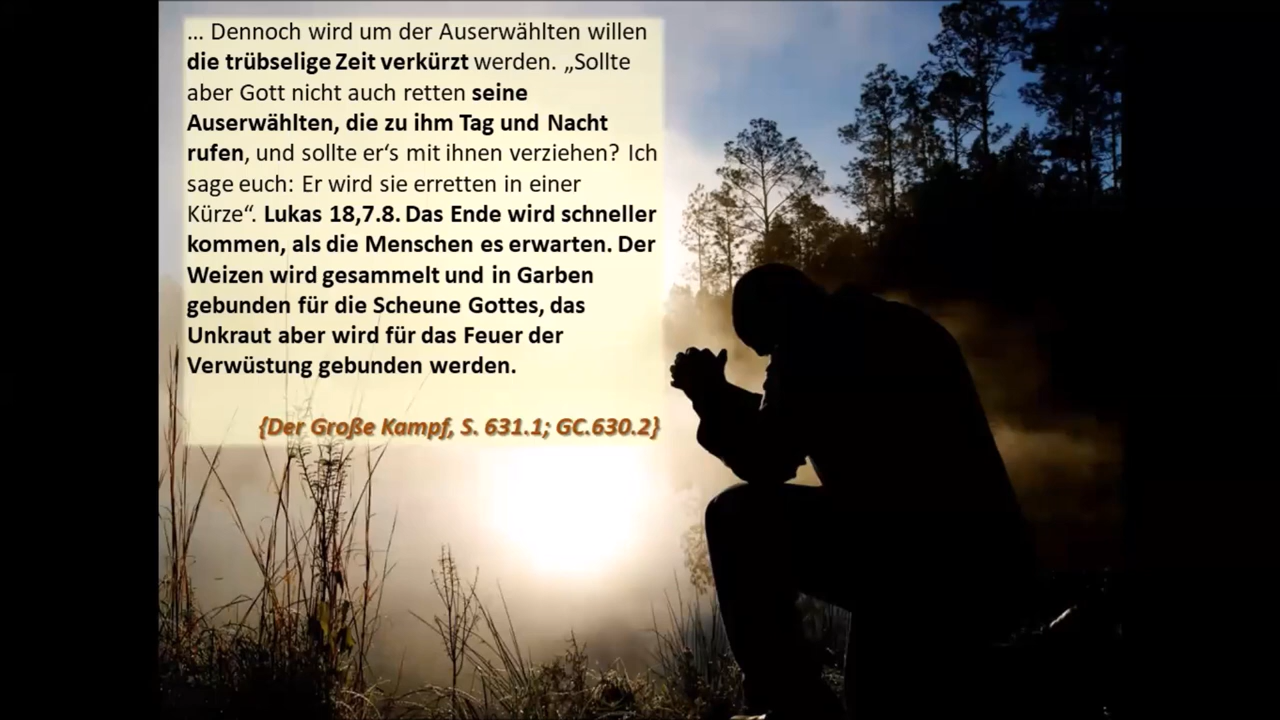 ... Dennoch wird um der Auserwählten willen
die trübselige Zeit verkürzt werden. „Sollte
aber Gott nicht auch retten seine
Auserwählten, die zu ihm Tag und Nacht
rufen, und sollte er‘s mit ihnen verziehen? Ich
sage euch: Er wird sie erretten in einer
Kürze“. Lukas 18,7.8. Das Ende wird schneller
kommen, als die Menschen es erwarten. Der
Weizen wird gesammelt und in Garben
gebunden für die Scheune Gottes, das
Unkraut aber wird für das Feuer der
Verwüstung gebunden werden.
{Der Große Kampf, S. 631.1; GC.630.2}